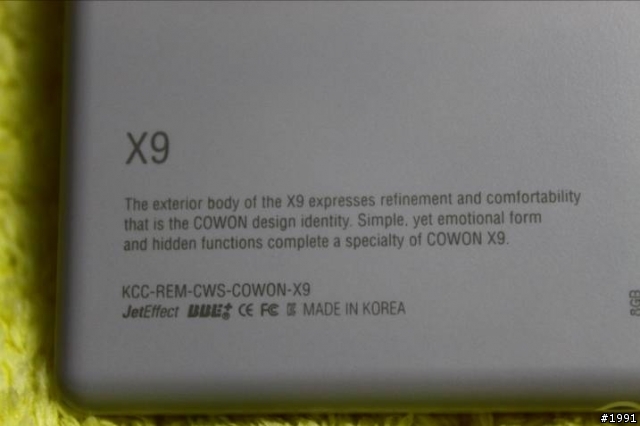 X9
The exterior body of the X9 expresses refinement and comfortability
that is the COWON design identity. Simple, yet emotional form
and hidden functions complete a specialty of COWON X9.
KCC-REM-CWS-COWON-X9
JetEffect BBE+® CE FC MADE IN KOREA
8GB
#1991